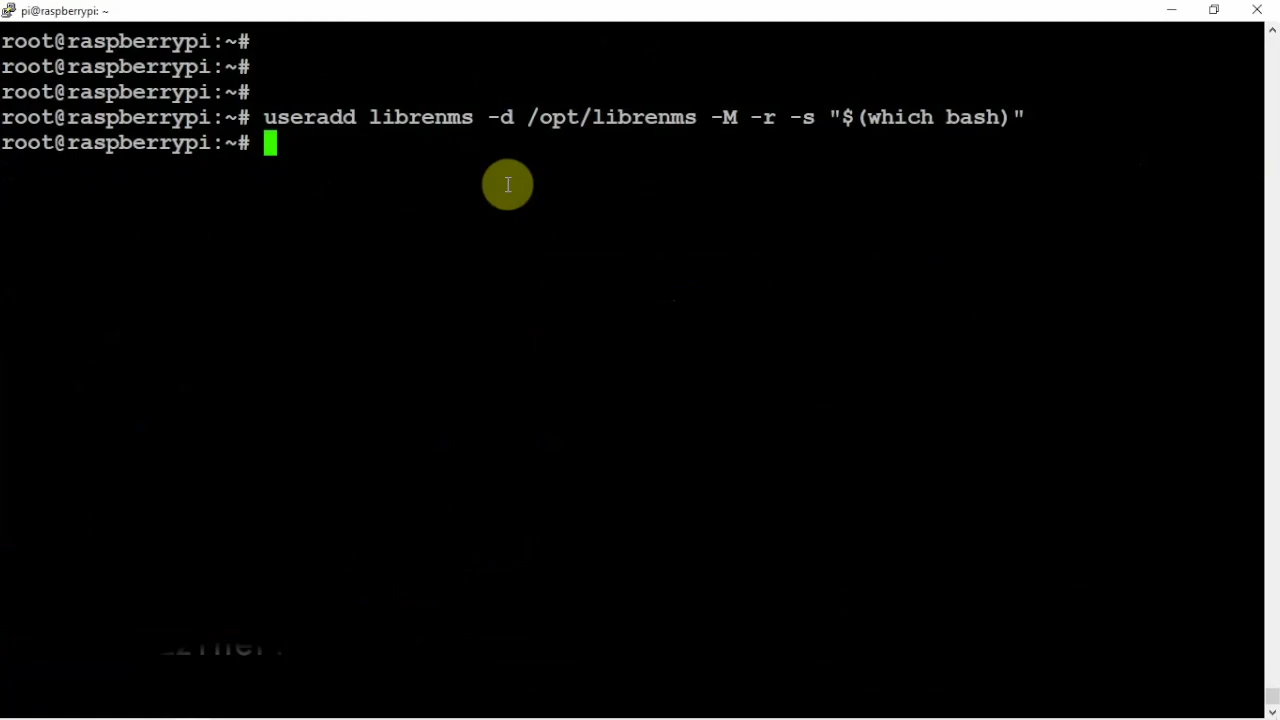 pi@raspberrypi: ~
root@raspberrypi:~#
root@raspberrypi:~#
root@raspberrypi:~#
root@raspberrypi:~# useradd librenms -d /opt/librenms -M -r -s "$(which bash)"
root@raspberrypi:~#